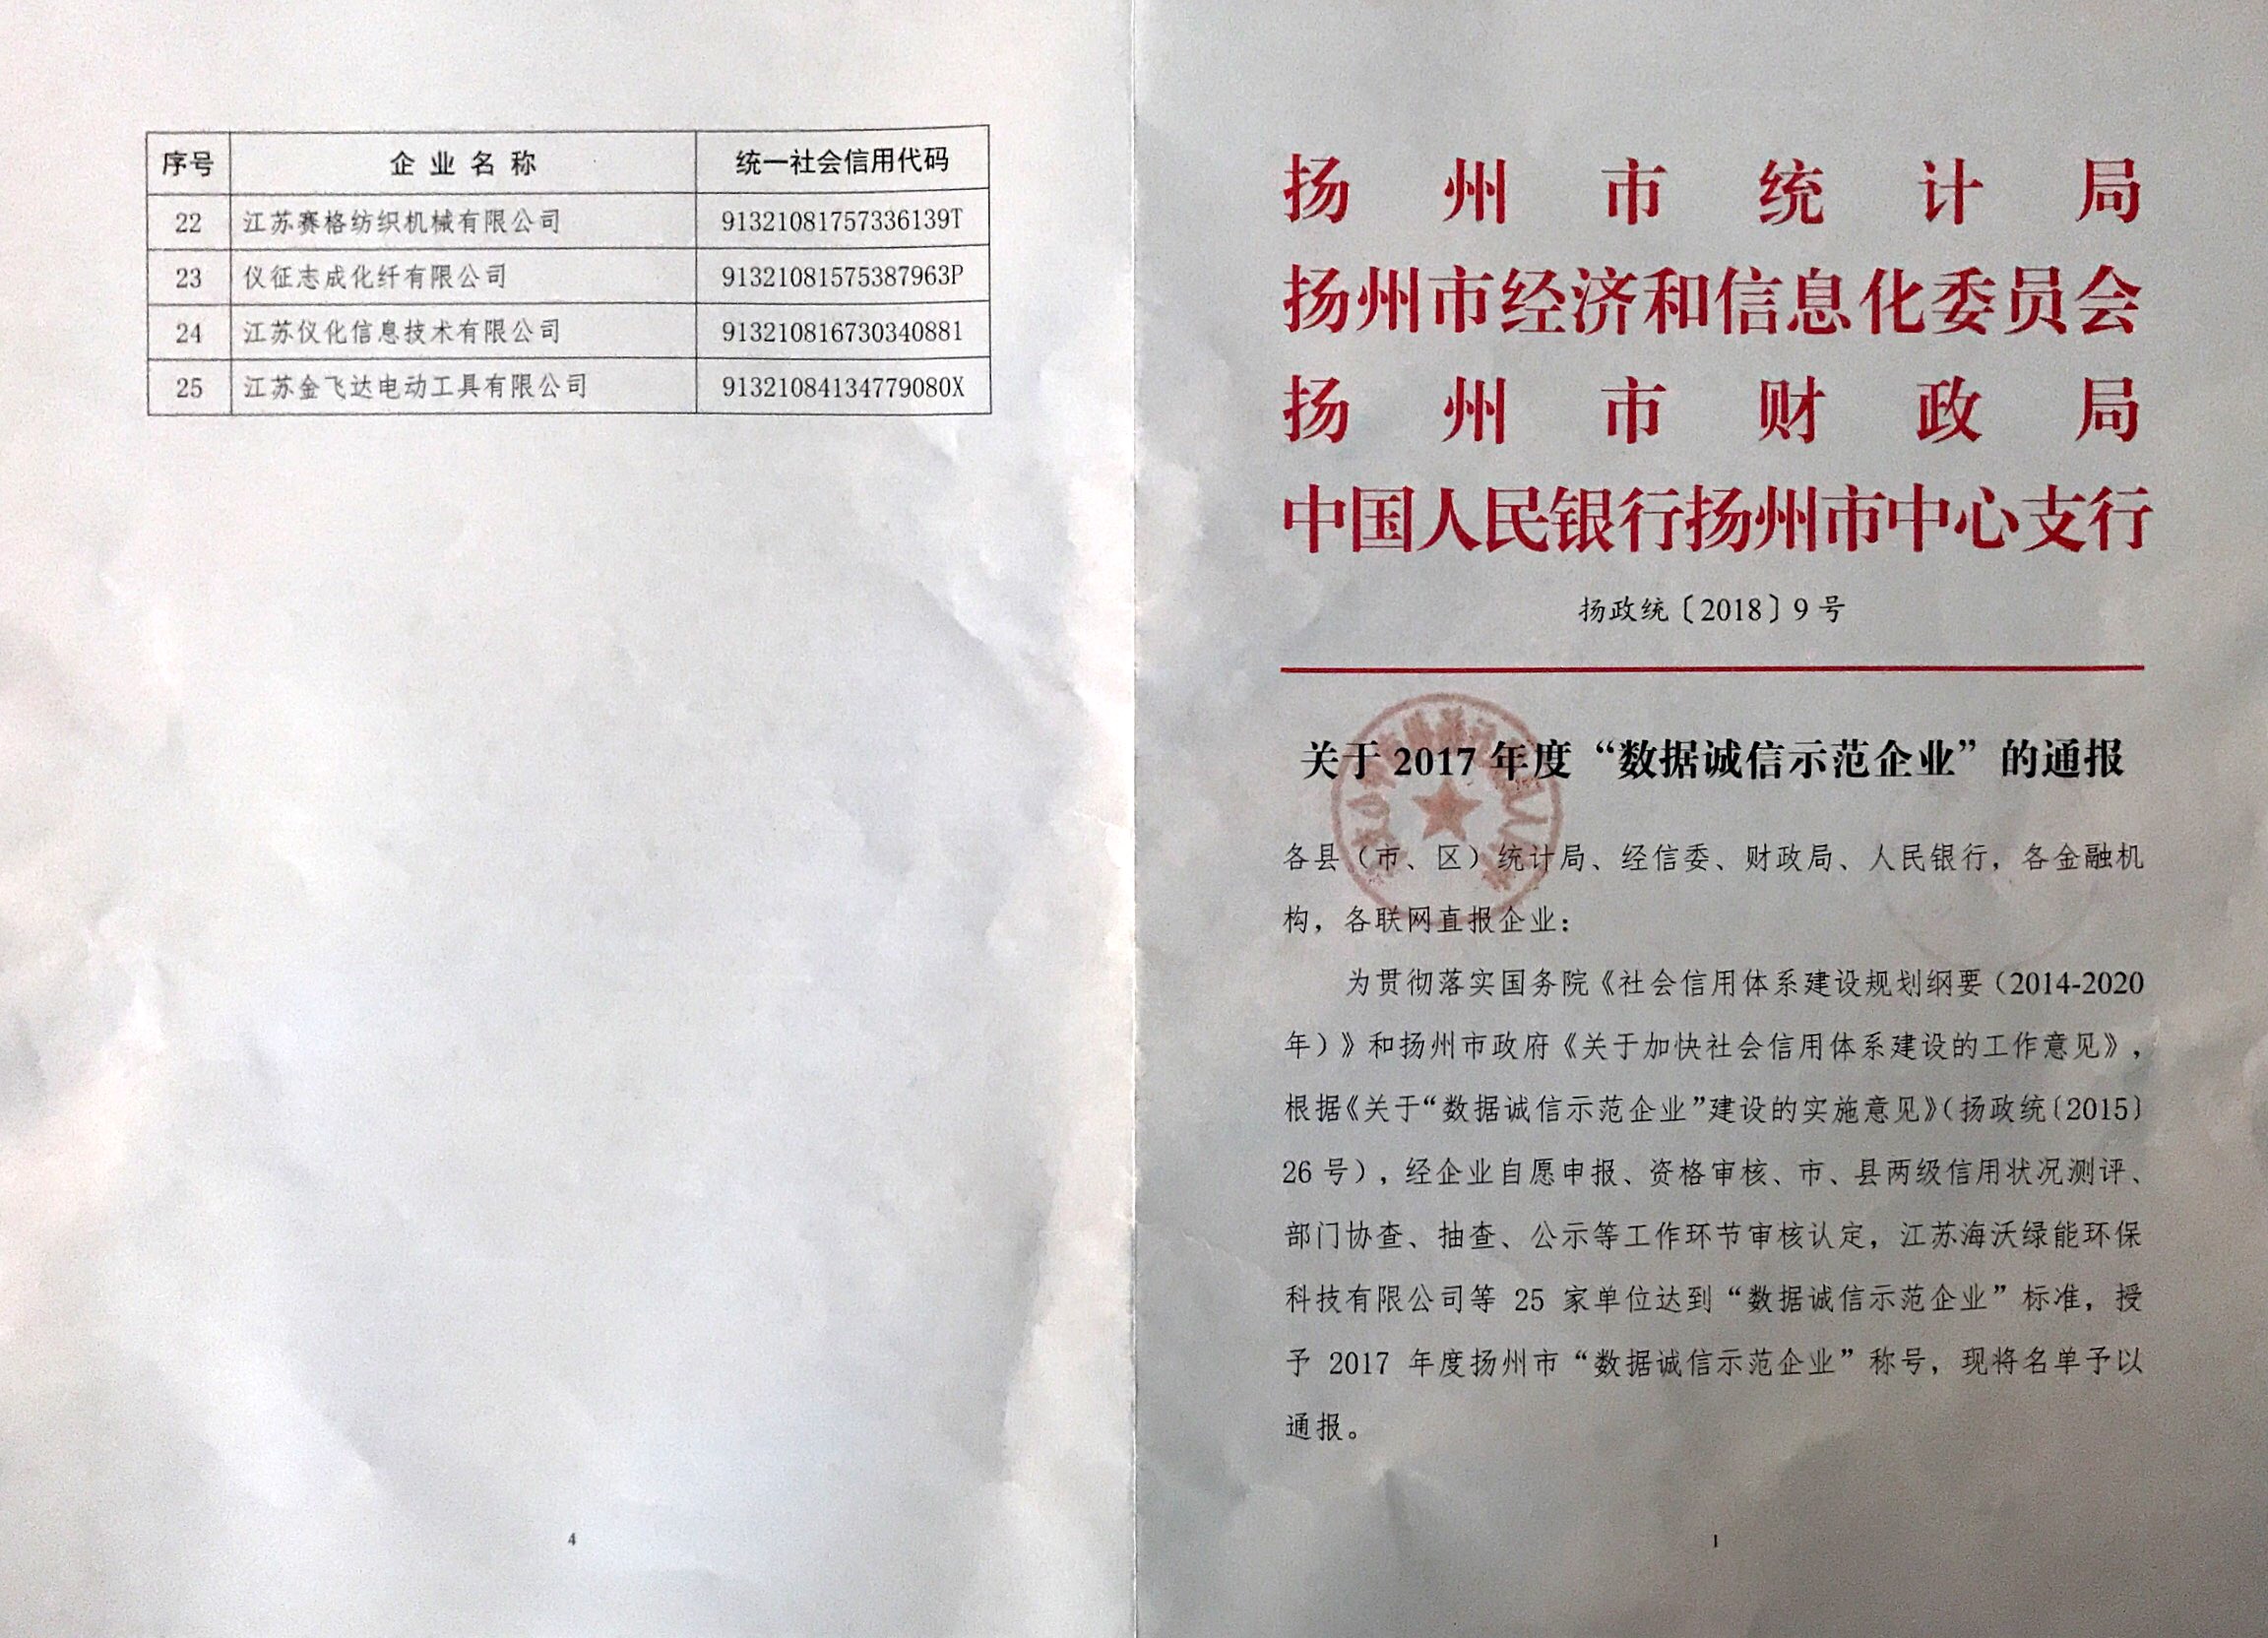 序号 企业名称 统一社会信用代码
22 江苏赛格纺织机械有限公司 91321081757336139T
23 仪征志成化纤有限公司 91321081575387963P
24 江苏仪化信息技术有限公司 913210816730340881
25 江苏金飞达电动工具有限公司 91321084134779080X
4
扬州市统计局
扬州市经济和信息化委员会
扬州市财政局
中国人民银行扬州市中心支行
扬政统〔2018〕9号
关于2017年度“数据诚信示范企业”的通报
各县（市、区）统计局、经信委、财政局、人民银行，各金融机
构，各联网直报企业：
为贯彻落实国务院《社会信用体系建设规划纲要（2014-2020
年）》和扬州市政府《关于加快社会信用体系建设的工作意见》，
根据《关于“数据诚信示范企业”建设的实施意见》（扬政统〔2015〕
26号），经企业自愿申报、资格审核、市、县两级信用状况测评、
部门协查、抽查、公示等工作环节审核认定，江苏海沃绿能环保
科技有限公司等 25 家单位达到“数据诚信示范企业”标准，授
予 2017 年度扬州市“数据诚信示范企业”称号，现将名单予以
通报。
1